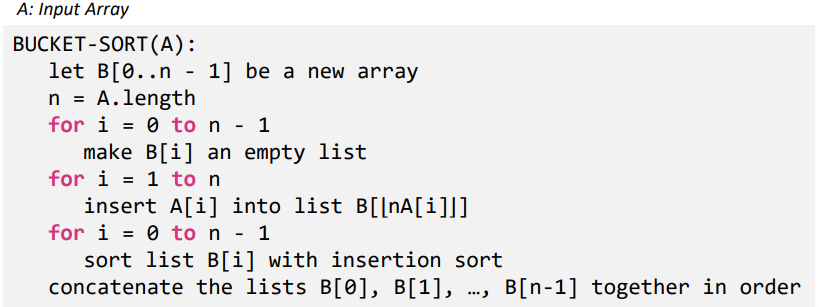 A: Input Array
BUCKET-SORT(A):
let B[0..n - 1] be a new array
n = A.length
for i = 0 to n - 1
make B[i] an empty list
for i = 1 to n
insert A[i] into list B[⌊nA[i]⌋]
for i = 0 to n - 1
sort list B[i] with insertion sort
concatenate the lists B[0], B[1], …, B[n-1] together in order